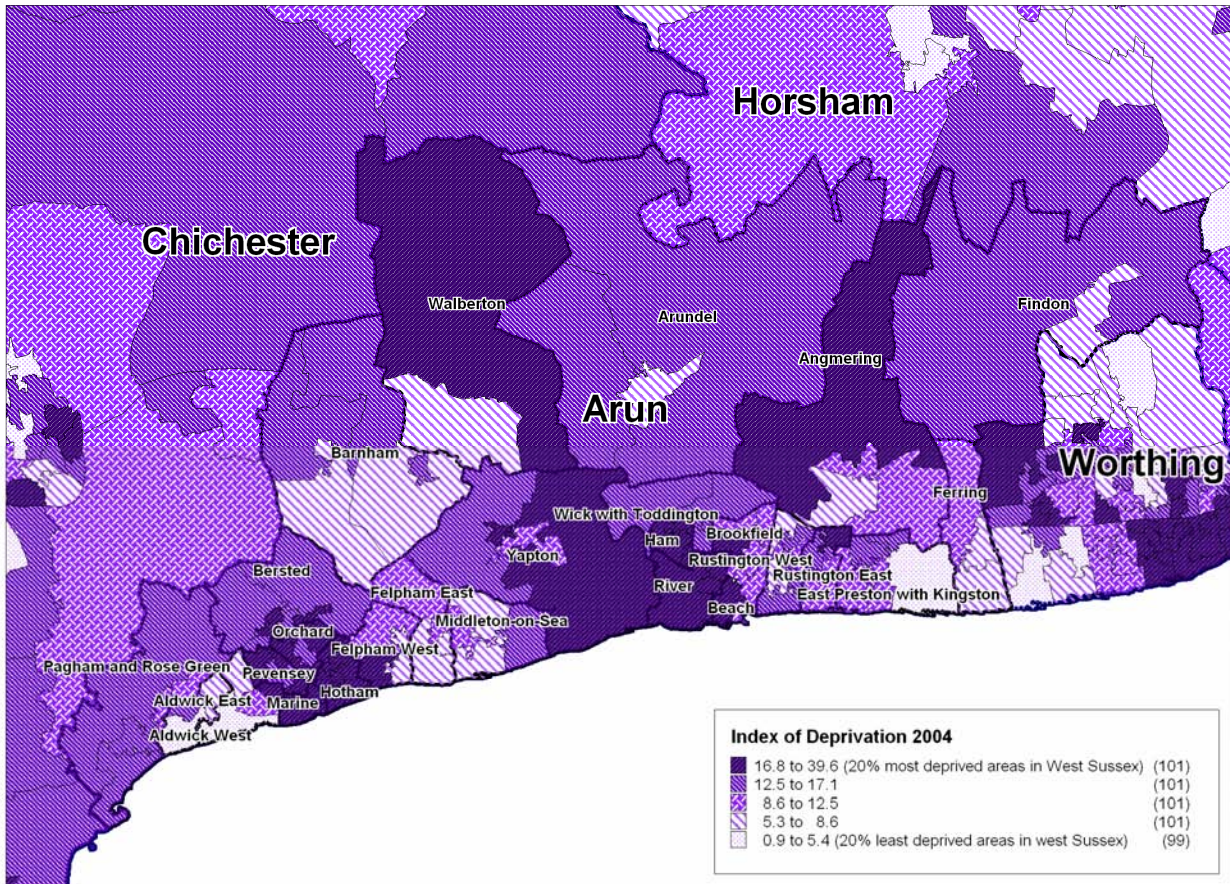 Horsham
Chichester
Walberton
Arundel
Findon
Angmering
Arun
Barnham
Worthing
Ferring
Wick with Toddington
Brookfield
Ham
Yapton
Rustington West
Bersted
Rustington East
River
Felpham East
East Preston with Kingston
Beach
Middleton-on-Sea
Orchard
Felpham West
Pagham and Rose Green
Pevensey
Hotham
Aldwick East
Marine
Aldwick West
Index of Deprivation 2004
16.8 to 39.6 (20% most deprived areas in West Sussex) (101)
12.5 to 17.1 (101)
8.6 to 12.5 (101)
5.3 to 8.6 (101)
0.9 to 5.4 (20% least deprived areas in west Sussex) (99)